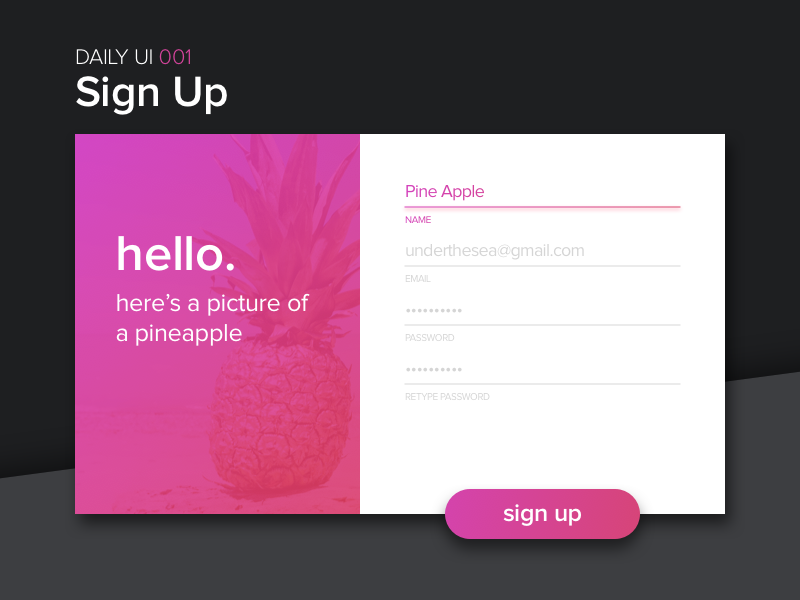 DAILY UI 001
Sign Up
hello.
here’s a picture of
a pineapple
Pine Apple
NAME
underthesea@gmail.com
EMAIL
••••••••••
PASSWORD
••••••••••
RETYPE PASSWORD
sign up